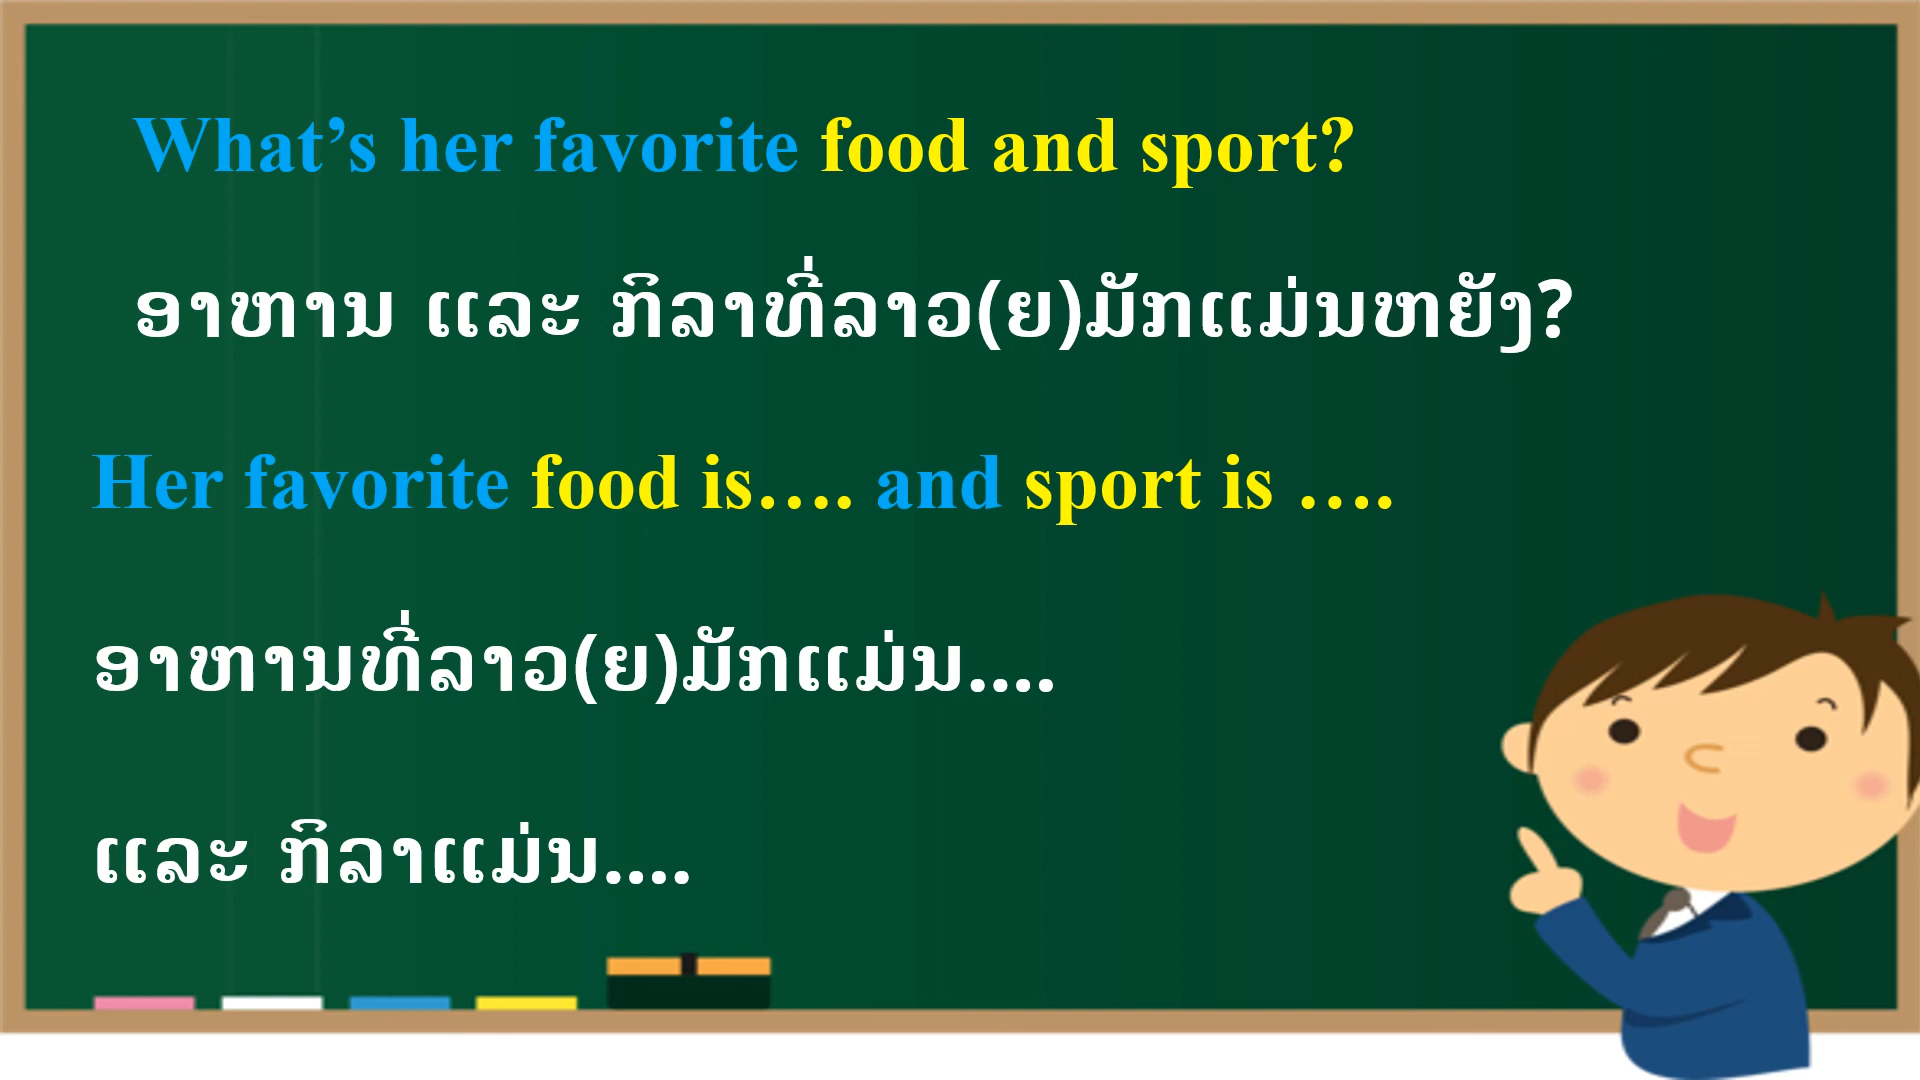 What’s her favorite food and sport?
ອາຫານ ແລະ ກິລາທີ່ລາວ(ຍ)ມັກແມ່ນຫຍັງ?
Her favorite food is…. and sport is ….
ອາຫານທີ່ລາວ(ຍ)ມັກແມ່ນ....
ແລະ ກິລາແມ່ນ....